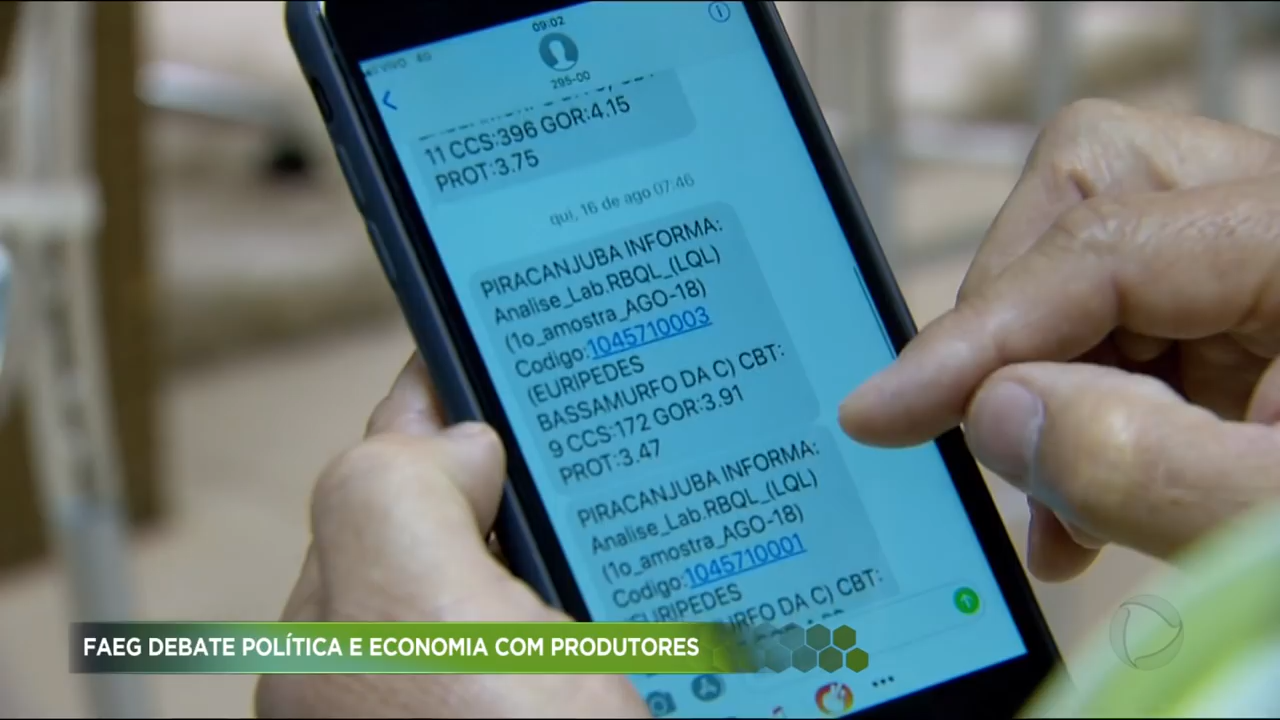 09:02
VIVO 4G
295-00
11 CCS:396 GOR:4.15
PROT:3.75
qui, 16 de ago 07:46
PIRACANJUBA INFORMA:
Analise_Lab.RBQL_(LQL)
(1o_amostra_AGO-18)
Codigo:1045710003
(EURIPEDES
BASSAMURFO DA C) CBT:
9 CCS:172 GOR:3.91
PROT:3.47
PIRACANJUBA INFORMA:
Analise_Lab.RBQL_(LQL)
(1o_amostra_AGO-18)
Codigo:1045710001
(EURIPEDES
DA C) CBT:
FAEG DEBATE POLÍTICA E ECONOMIA COM PRODUTORES